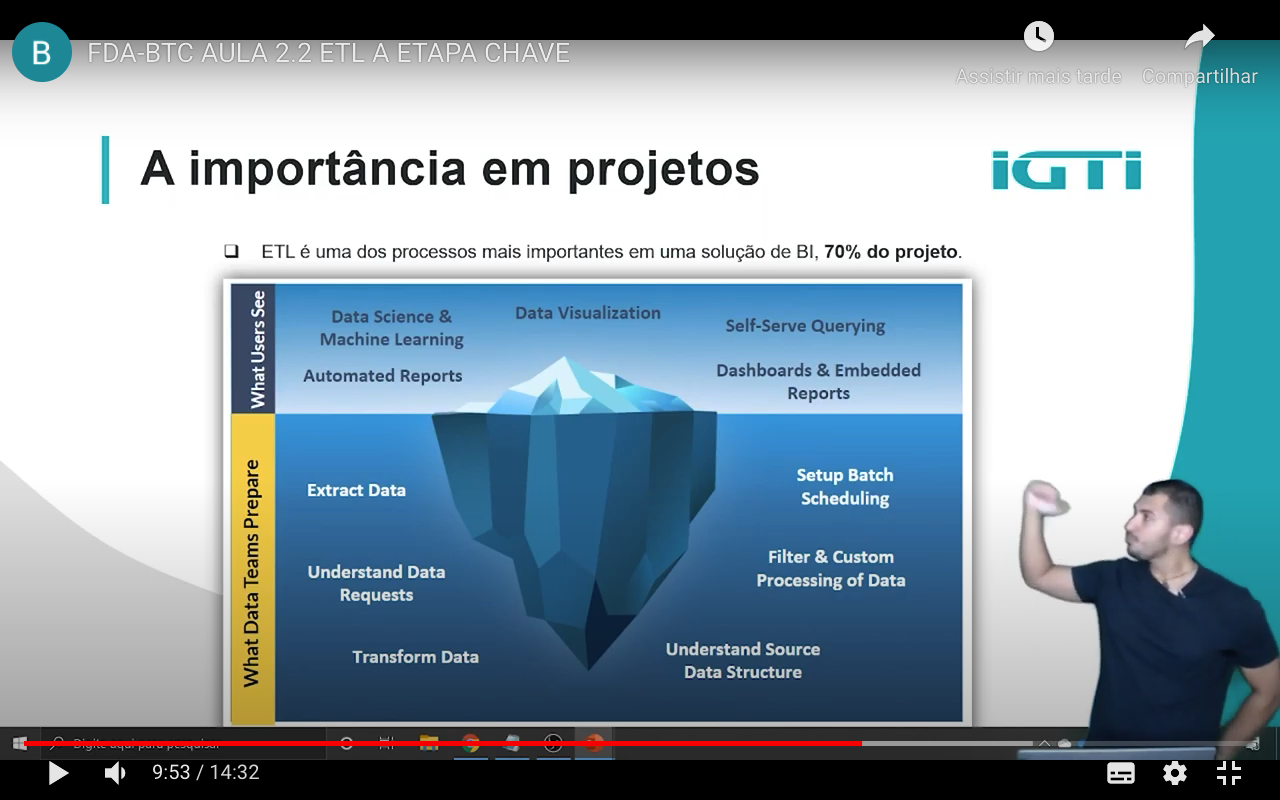 B
FDA-BTC AULA 2.2 ETL A ETAPA CHAVE
Assistir mais tarde
Compartilhar
A importância em projetos
iGTi
❑ ETL é uma dos processos mais importantes em uma solução de BI, 70% do projeto.
What Users See
Data Science &
Machine Learning
Data Visualization
Self-Serve Querying
Automated Reports
Dashboards & Embedded
Reports
What Data Teams Prepare
Extract Data
Setup Batch
Scheduling
Understand Data
Requests
Filter & Custom
Processing of Data
Transform Data
Understand Source
Data Structure
Digite aqui para pesquisar
9:53 / 14:32